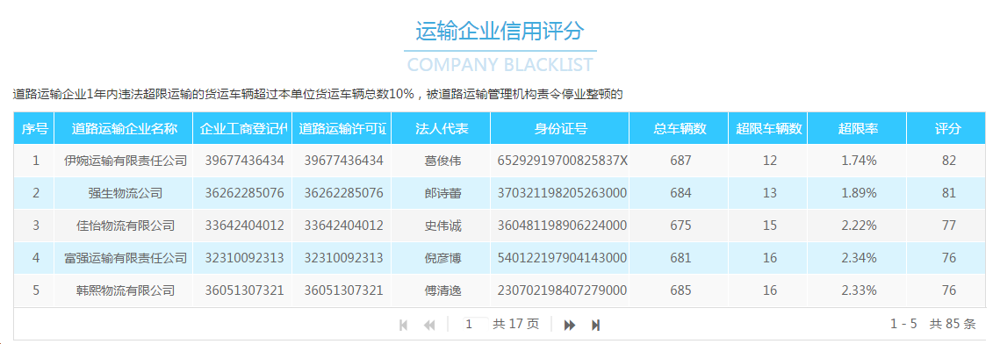 运输企业信用评分
COMPANY BLACKLIST
道路运输企业1年内违法超限运输的货运车辆超过本单位货运车辆总数10%，被道路运输管理机构责令停业整顿的
序号 道路运输企业名称 企业工商登记代 道路运输许可证 法人代表 身份证号 总车辆数 超限车辆数 超限率 评分
1 伊婉运输有限责任公司 39677436434 39677436434 葛俊伟 65292919700825837X 687 12 1.74% 82
2 强生物流公司 36262285076 36262285076 郎诗蕾 370321198205263000 684 13 1.89% 81
3 佳怡物流有限公司 33642404012 33642404012 史伟诚 360481198906224000 675 15 2.22% 77
4 富强运输有限责任公司 32310092313 32310092313 倪彦博 540122197904143000 681 16 2.34% 76
5 韩熙物流有限公司 36051307321 36051307321 傅清逸 230702198407279000 685 16 2.33% 76
1 共 17 页 1 - 5 共 85 条